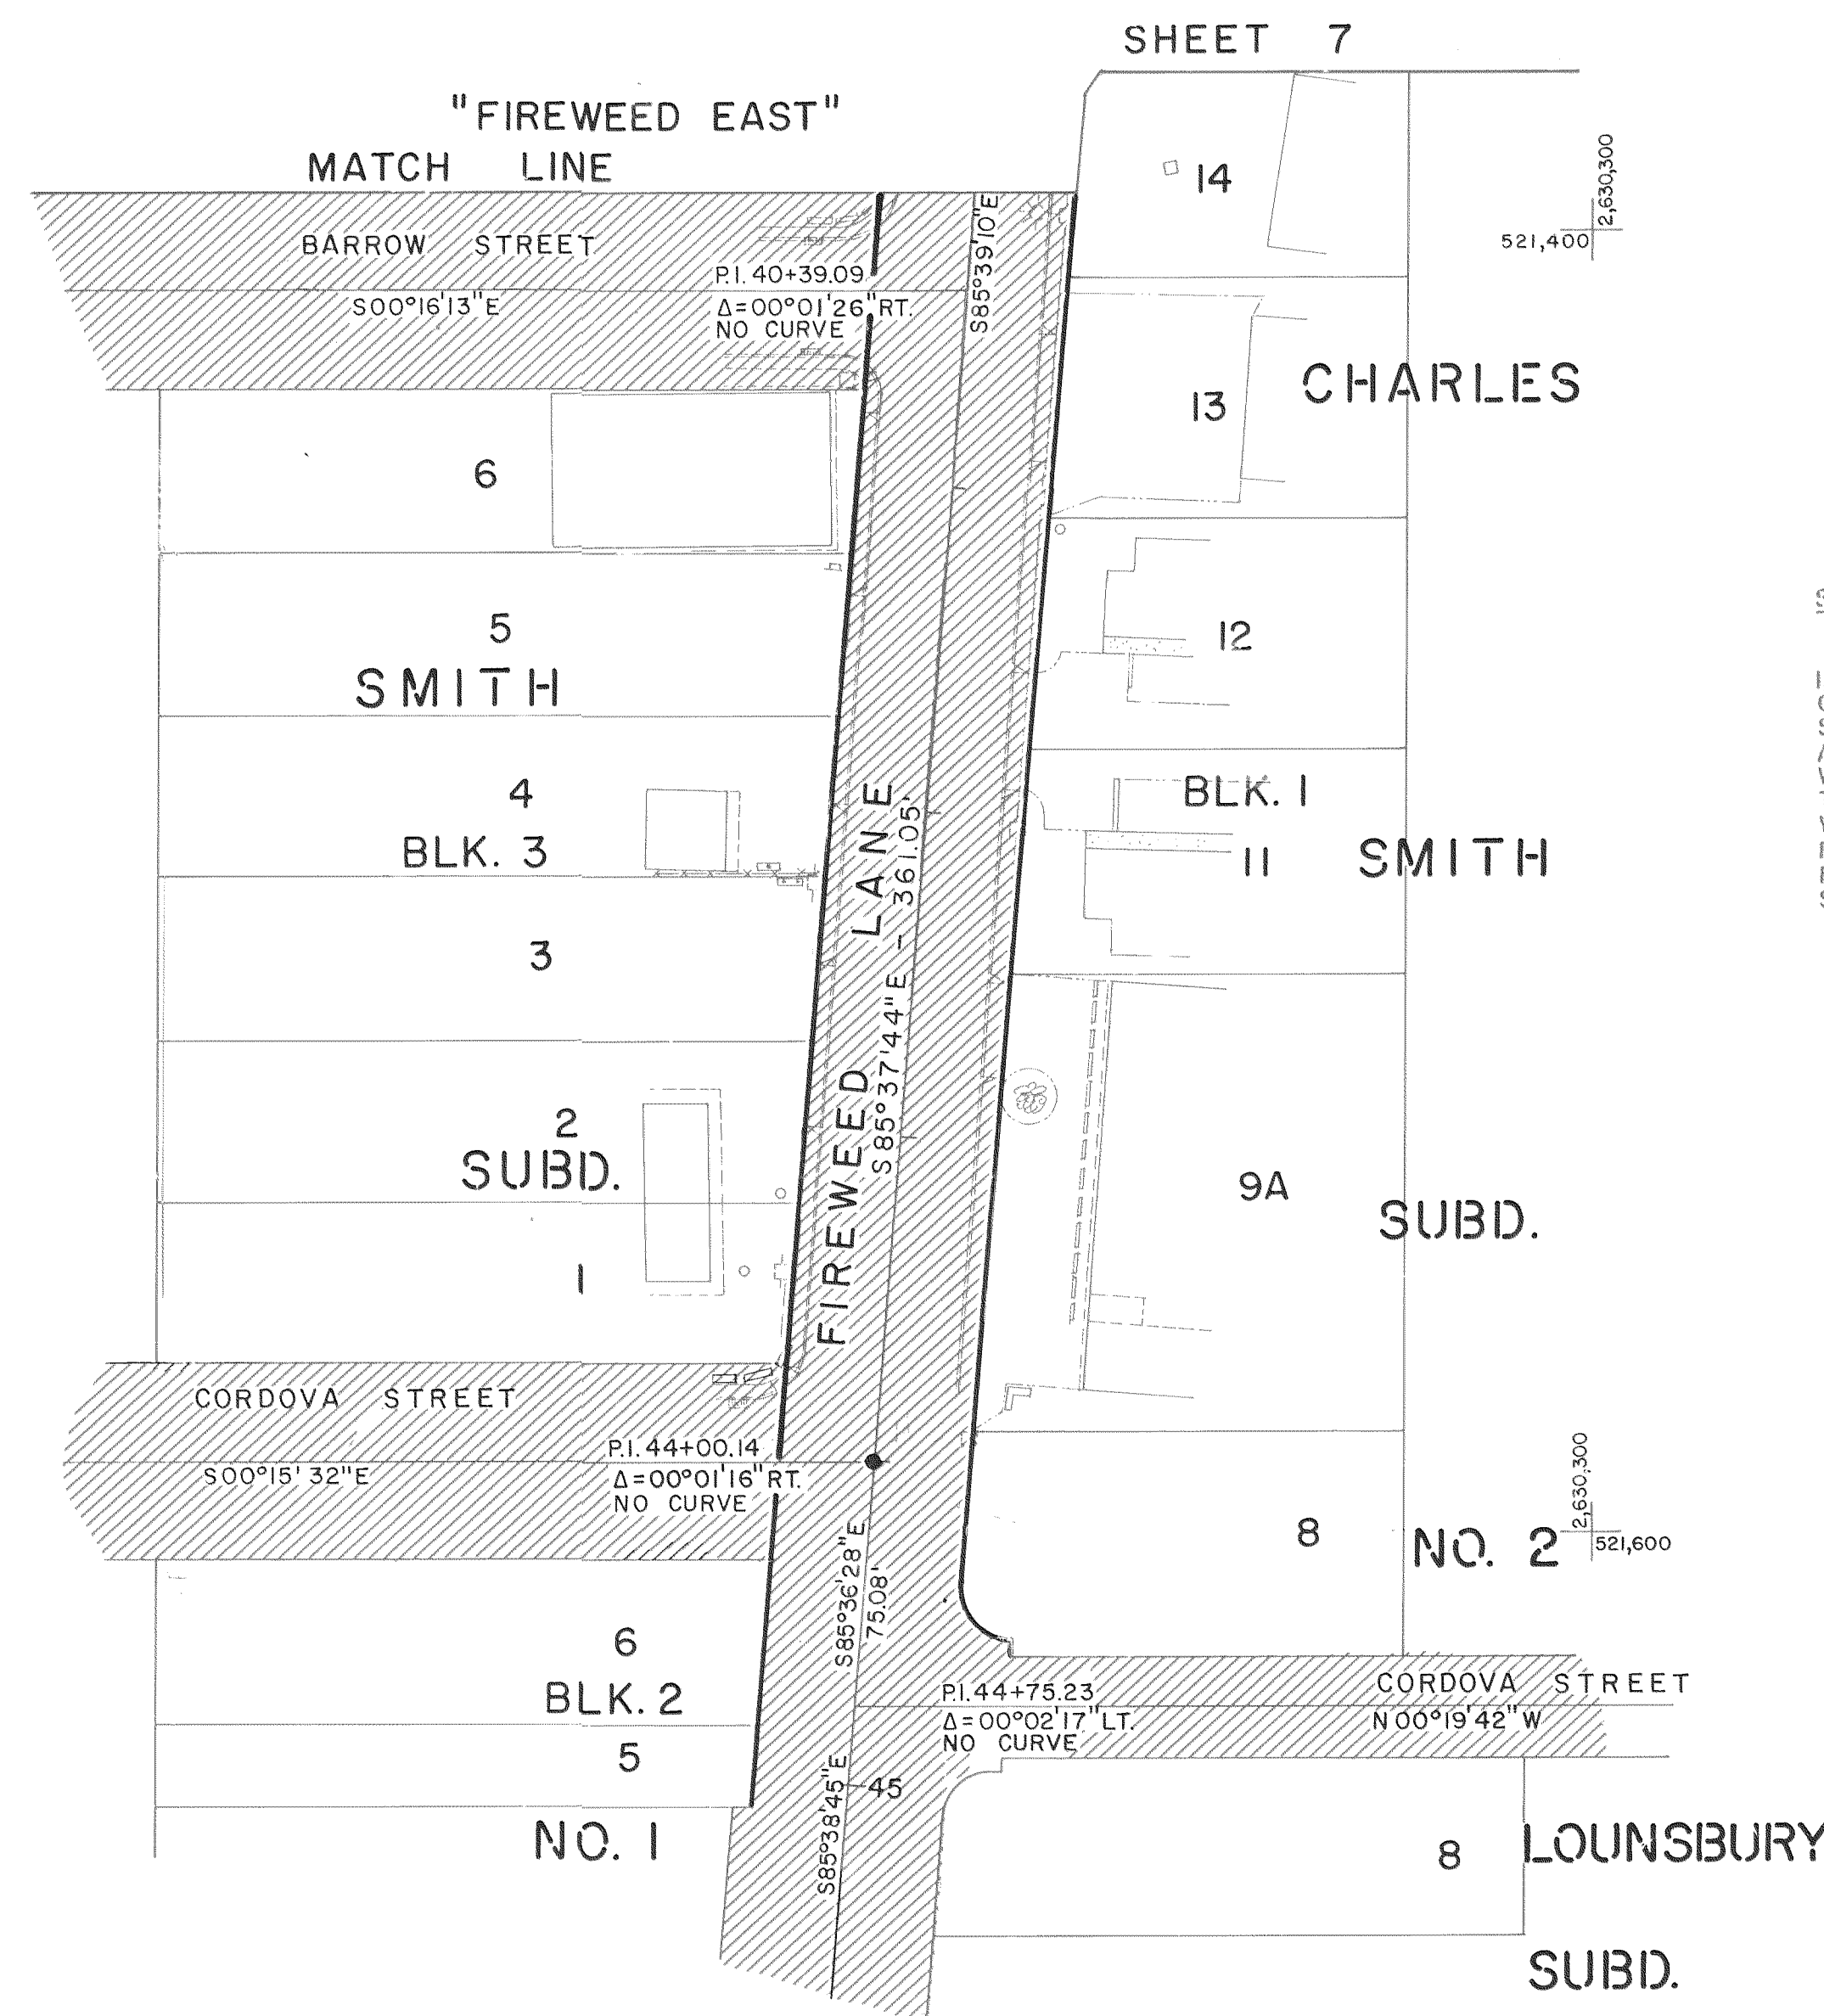 SHEET 7
"FIREWEED EAST"
MATCH LINE
14
2,630,300
521,400
BARROW STREET
S00°16'13"E
P.I. 40+39.09
Δ=00°01'26"RT.
NO CURVE
S85°39'10"E
CHARLES
13
6
5
SMITH
12
4
BLK. 3
BLK. 1
11
SMITH
3
FIREWEED LANE
S85°37'44"E - 361.05'
2
SUBD.
9A
SUBD.
1
CORDOVA STREET
S00°15'32"E
P.I. 44+00.14
Δ=00°01'16"RT.
NO CURVE
8
NO. 2
2,630,300
521,600
S85°36'28"E
75.08'
6
BLK. 2
5
NO. 1
P.I. 44+75.23
Δ=00°02'17"LT.
NO CURVE
CORDOVA STREET
N00°19'42"W
S85°38'45"E
45
8
LOUNSBURY
SUBD.